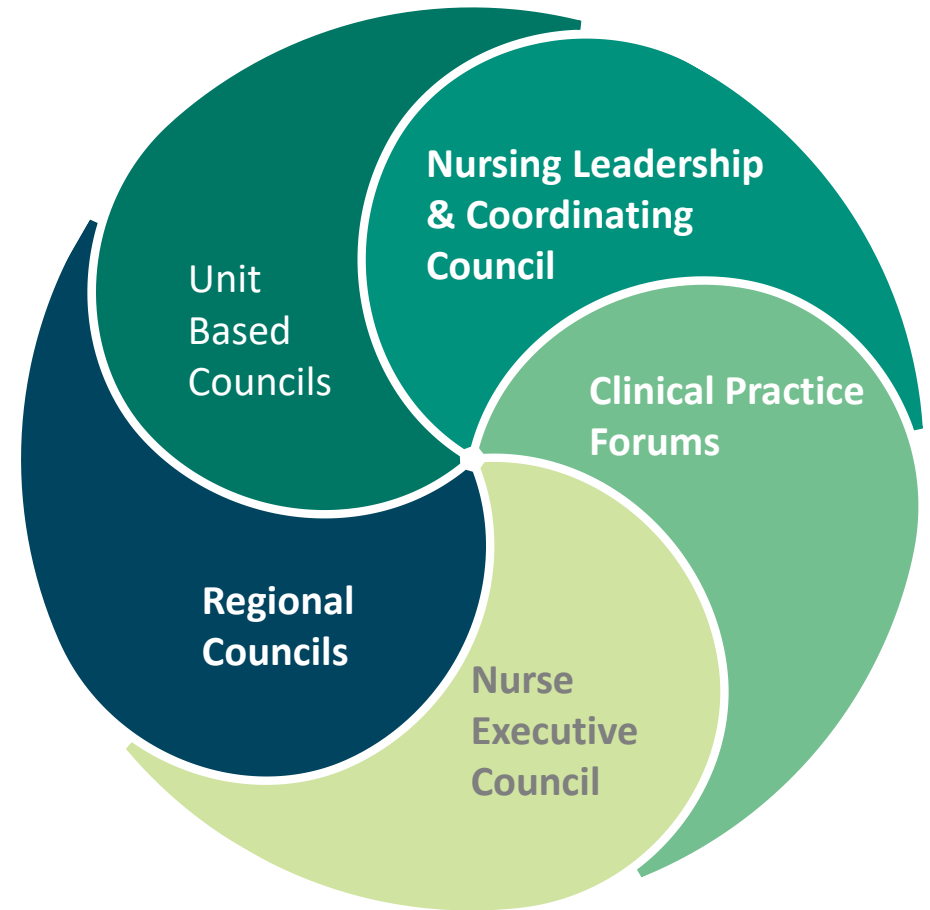 Nursing Leadership
& Coordinating
Council
Unit
Based
Councils
Clinical Practice
Forums
Regional
Councils
Nurse
Executive
Council